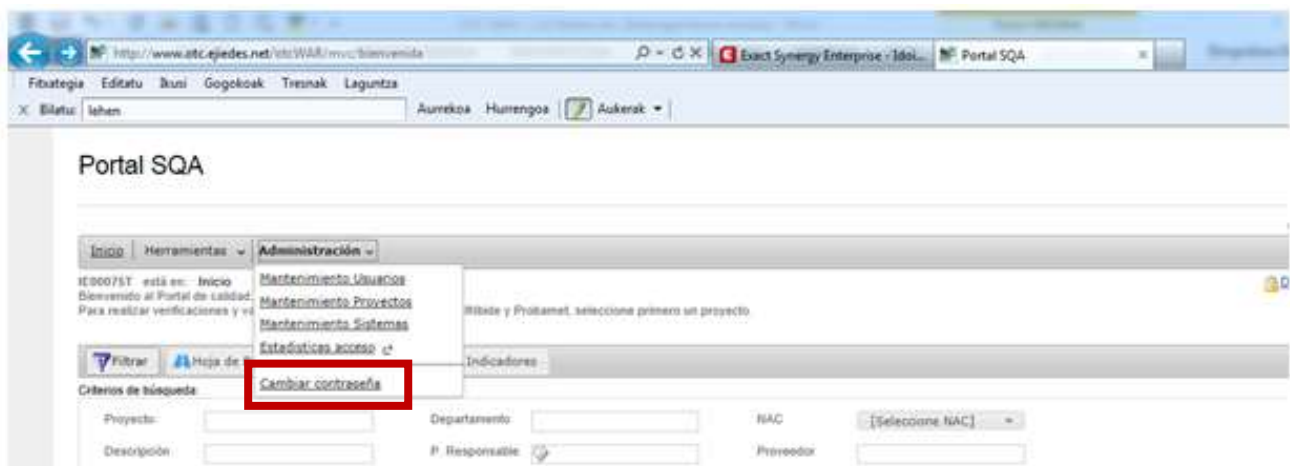 http://www.otc.ejiedes.net/otcWAR/mvc/bienvenida
Exact Synergy Enterprise - Idoi...
Portal SQA
Fitxategia Editatu Ikusi Gogokoak Tresnak Laguntza
X Bilatu: lehen Aurrekoa Hurrengoa Aukerak
Portal SQA
Inicio Herramientas Administración
está en: Inicio
Bienvenido al Portal de calidad.
Para realizar verificaciones y seleccione primero un proyecto.
Mantenimiento Usuarios
Mantenimiento Proyectos
Mantenimiento Sistemas
Estadísticas acceso
Cambiar contraseña
Filtrar Hoja de Indicadores
Criterios de búsqueda
Proyecto: Departamento NAC [Seleccione NAC]
Descripción P. Responsable Proveedor